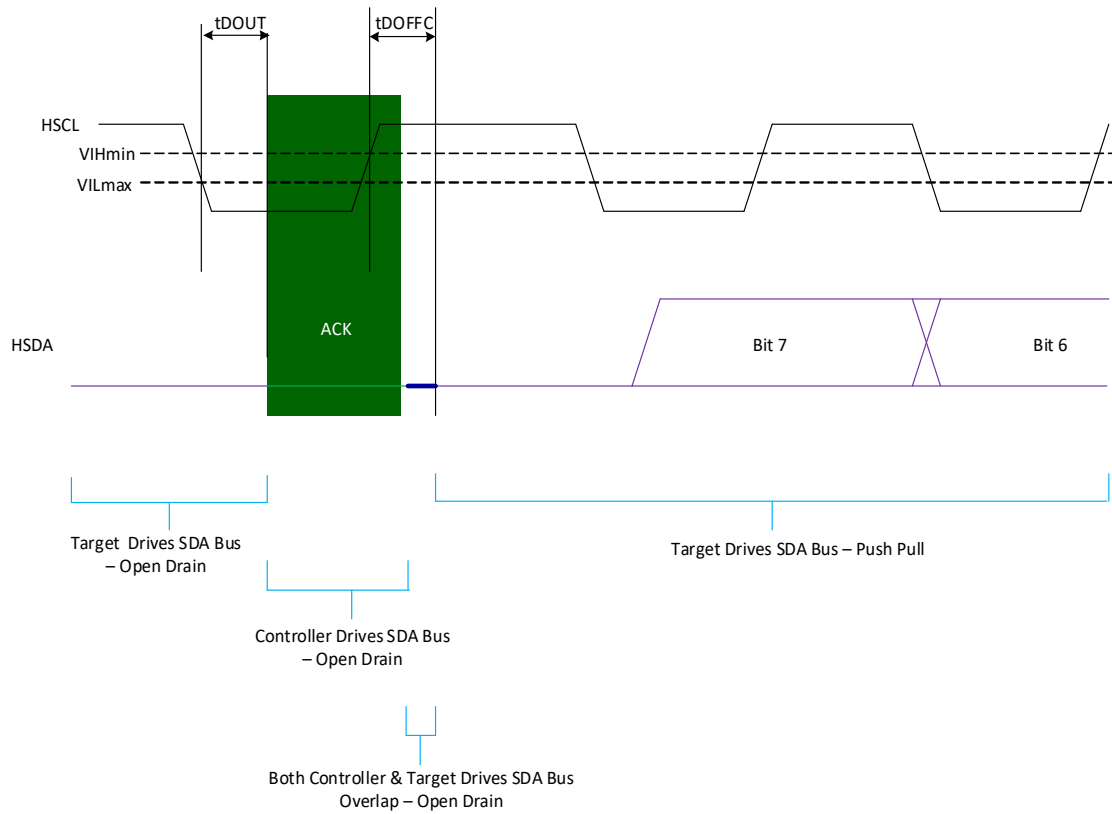 tDOUT
tDOFFC
HSCL
VIHmin
VILmax
ACK
HSDA
Bit 7
Bit 6
Target Drives SDA Bus
– Open Drain
Target Drives SDA Bus – Push Pull
Controller Drives SDA Bus
– Open Drain
Both Controller & Target Drives SDA Bus
Overlap – Open Drain